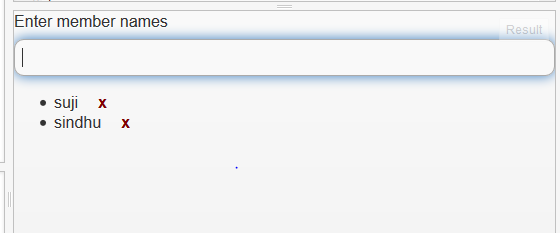 Enter member names
Result
suji x
sindhu x